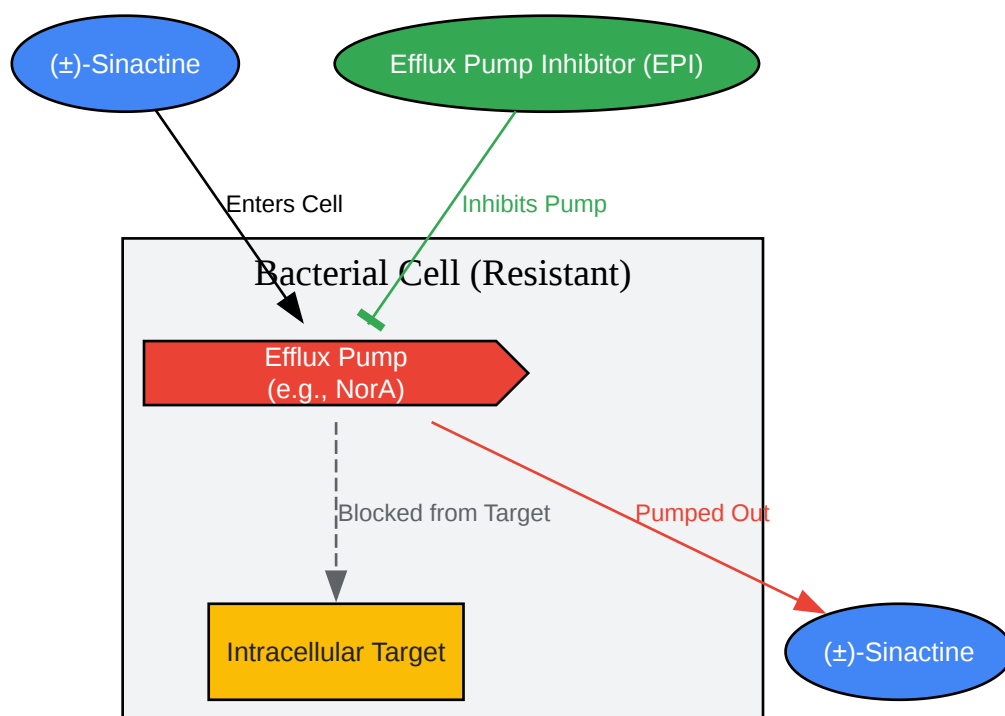 (±)-Sinactine
Efflux Pump Inhibitor (EPI)
Enters Cell
Inhibits Pump
Bacterial Cell (Resistant)
Efflux Pump
(e.g., NorA)
Blocked from Target
Pumped Out
Intracellular Target
(±)-Sinactine